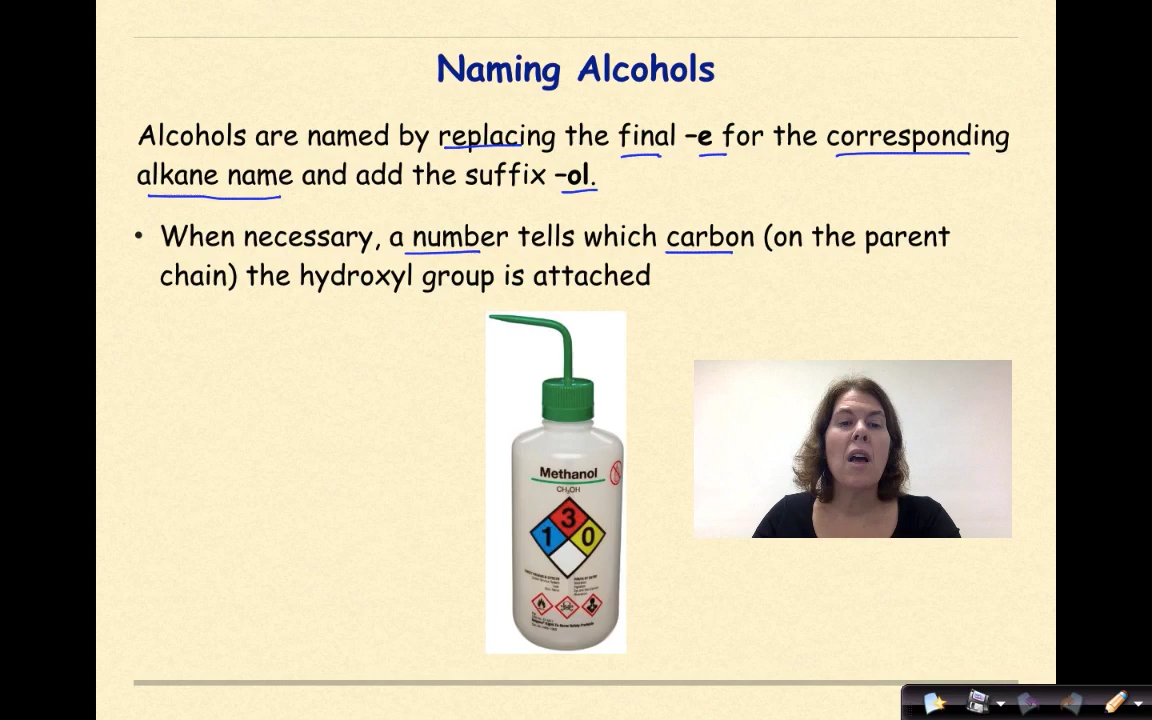 Naming Alcohols
Alcohols are named by replacing the final –e for the corresponding
alkane name and add the suffix –ol.
• When necessary, a number tells which carbon (on the parent
chain) the hydroxyl group is attached
Methanol
CH₃OH
3
1 0